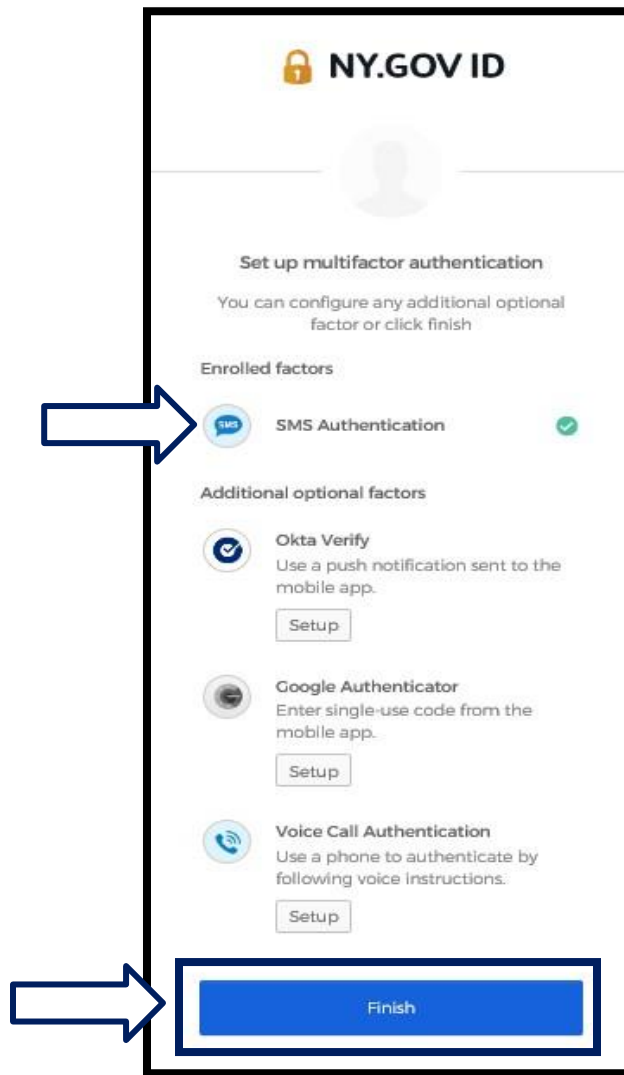 NY.GOV ID
Set up multifactor authentication
You can configure any additional optional
factor or click finish
Enrolled factors
SMS
SMS Authentication
Additional optional factors
Okta Verify
Use a push notification sent to the
mobile app.
Setup
Google Authenticator
Enter single-use code from the
mobile app.
Setup
Voice Call Authentication
Use a phone to authenticate by
following voice instructions.
Setup
Finish